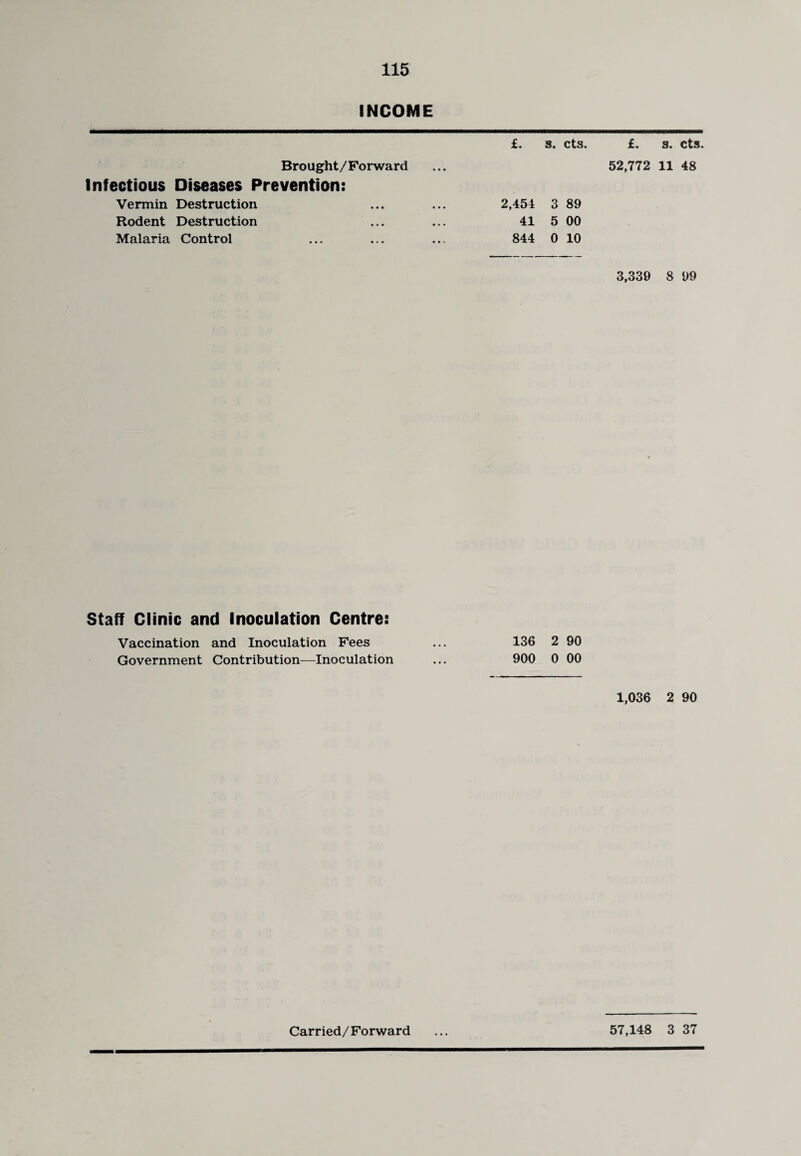 115
INCOME
£. s. cts. £. s. cts.
Brought/Forward ... 52,772 11 48
Infectious Diseases Prevention:
Vermin Destruction ... ... 2,454 3 89
Rodent Destruction ... ... 41 5 00
Malaria Control ... ... ... 844 0 10
3,339 8 99
Staff Clinic and Inoculation Centre:
Vaccination and Inoculation Fees ... 136 2 90
Government Contribution—Inoculation ... 900 0 00
1,036 2 90
Carried/Forward ... 57,148 3 37